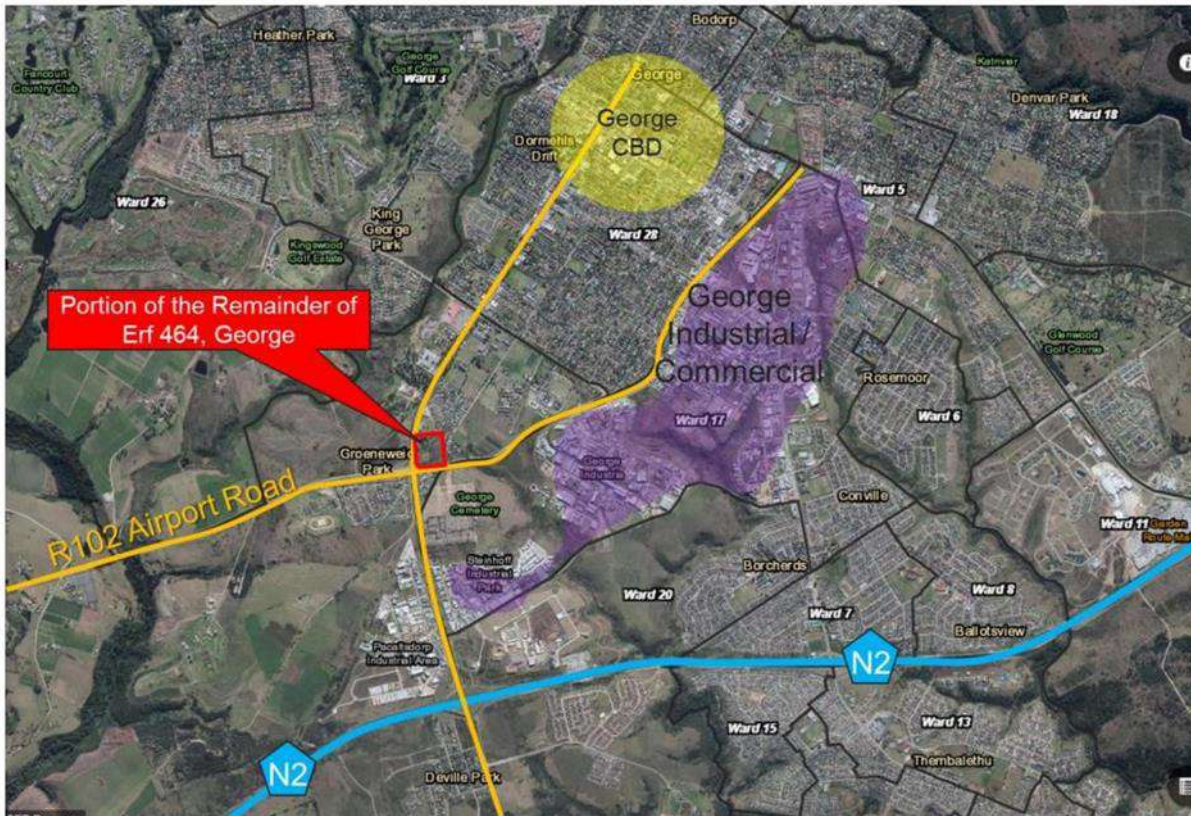 Bodorp
Heather Park
George
Golf Course
Ward 3
Fancourt
Country Club
George
Katrivier
Denvar Park
Ward 18
George
CBD
Dormehls
Drift
Ward 26
King
George
Park
Ward 5
Ward 28
Kingswood
Golf Estate
Portion of the Remainder of
Erf 464, George
George
Industrial /
Commercial
Glenwood
Golf Course
Rosemoor
Ward 6
Ward 17
Groeneweide
Park
George
Industria
R102 Airport Road
George
Cemetery
Conville
Ward 11
Garden
Route Ma
Steinhoff
Industrial
Park
Borcherds
Ward 20
Ward 7
Ward 8
Ballotsview
Pacaltsdorp
Industrial Area
N2
Ward 15
Ward 13
Thembalethu
N2
Deville Park